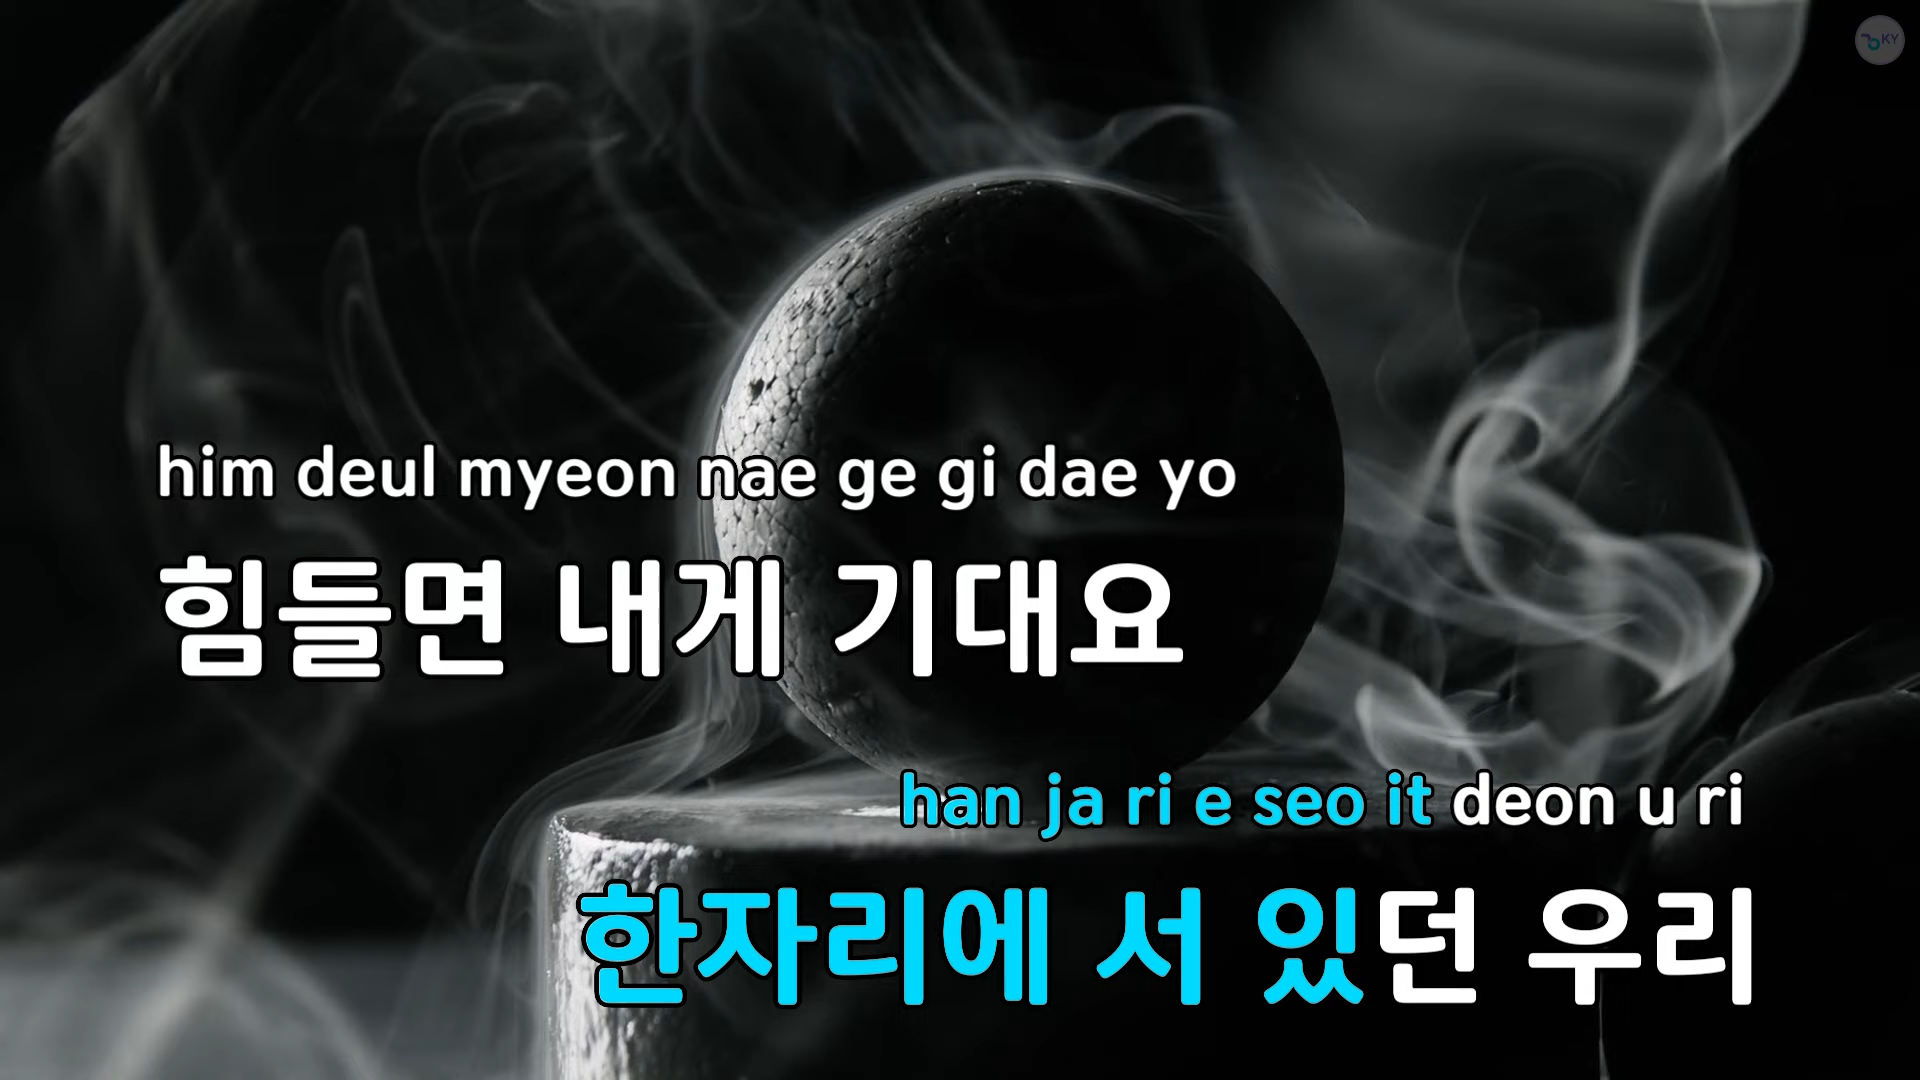 KY
him deul myeon nae ge gi dae yo
힘들면 내게 기대요
han ja ri e seo it deon u ri
한자리에 서 있던 우리